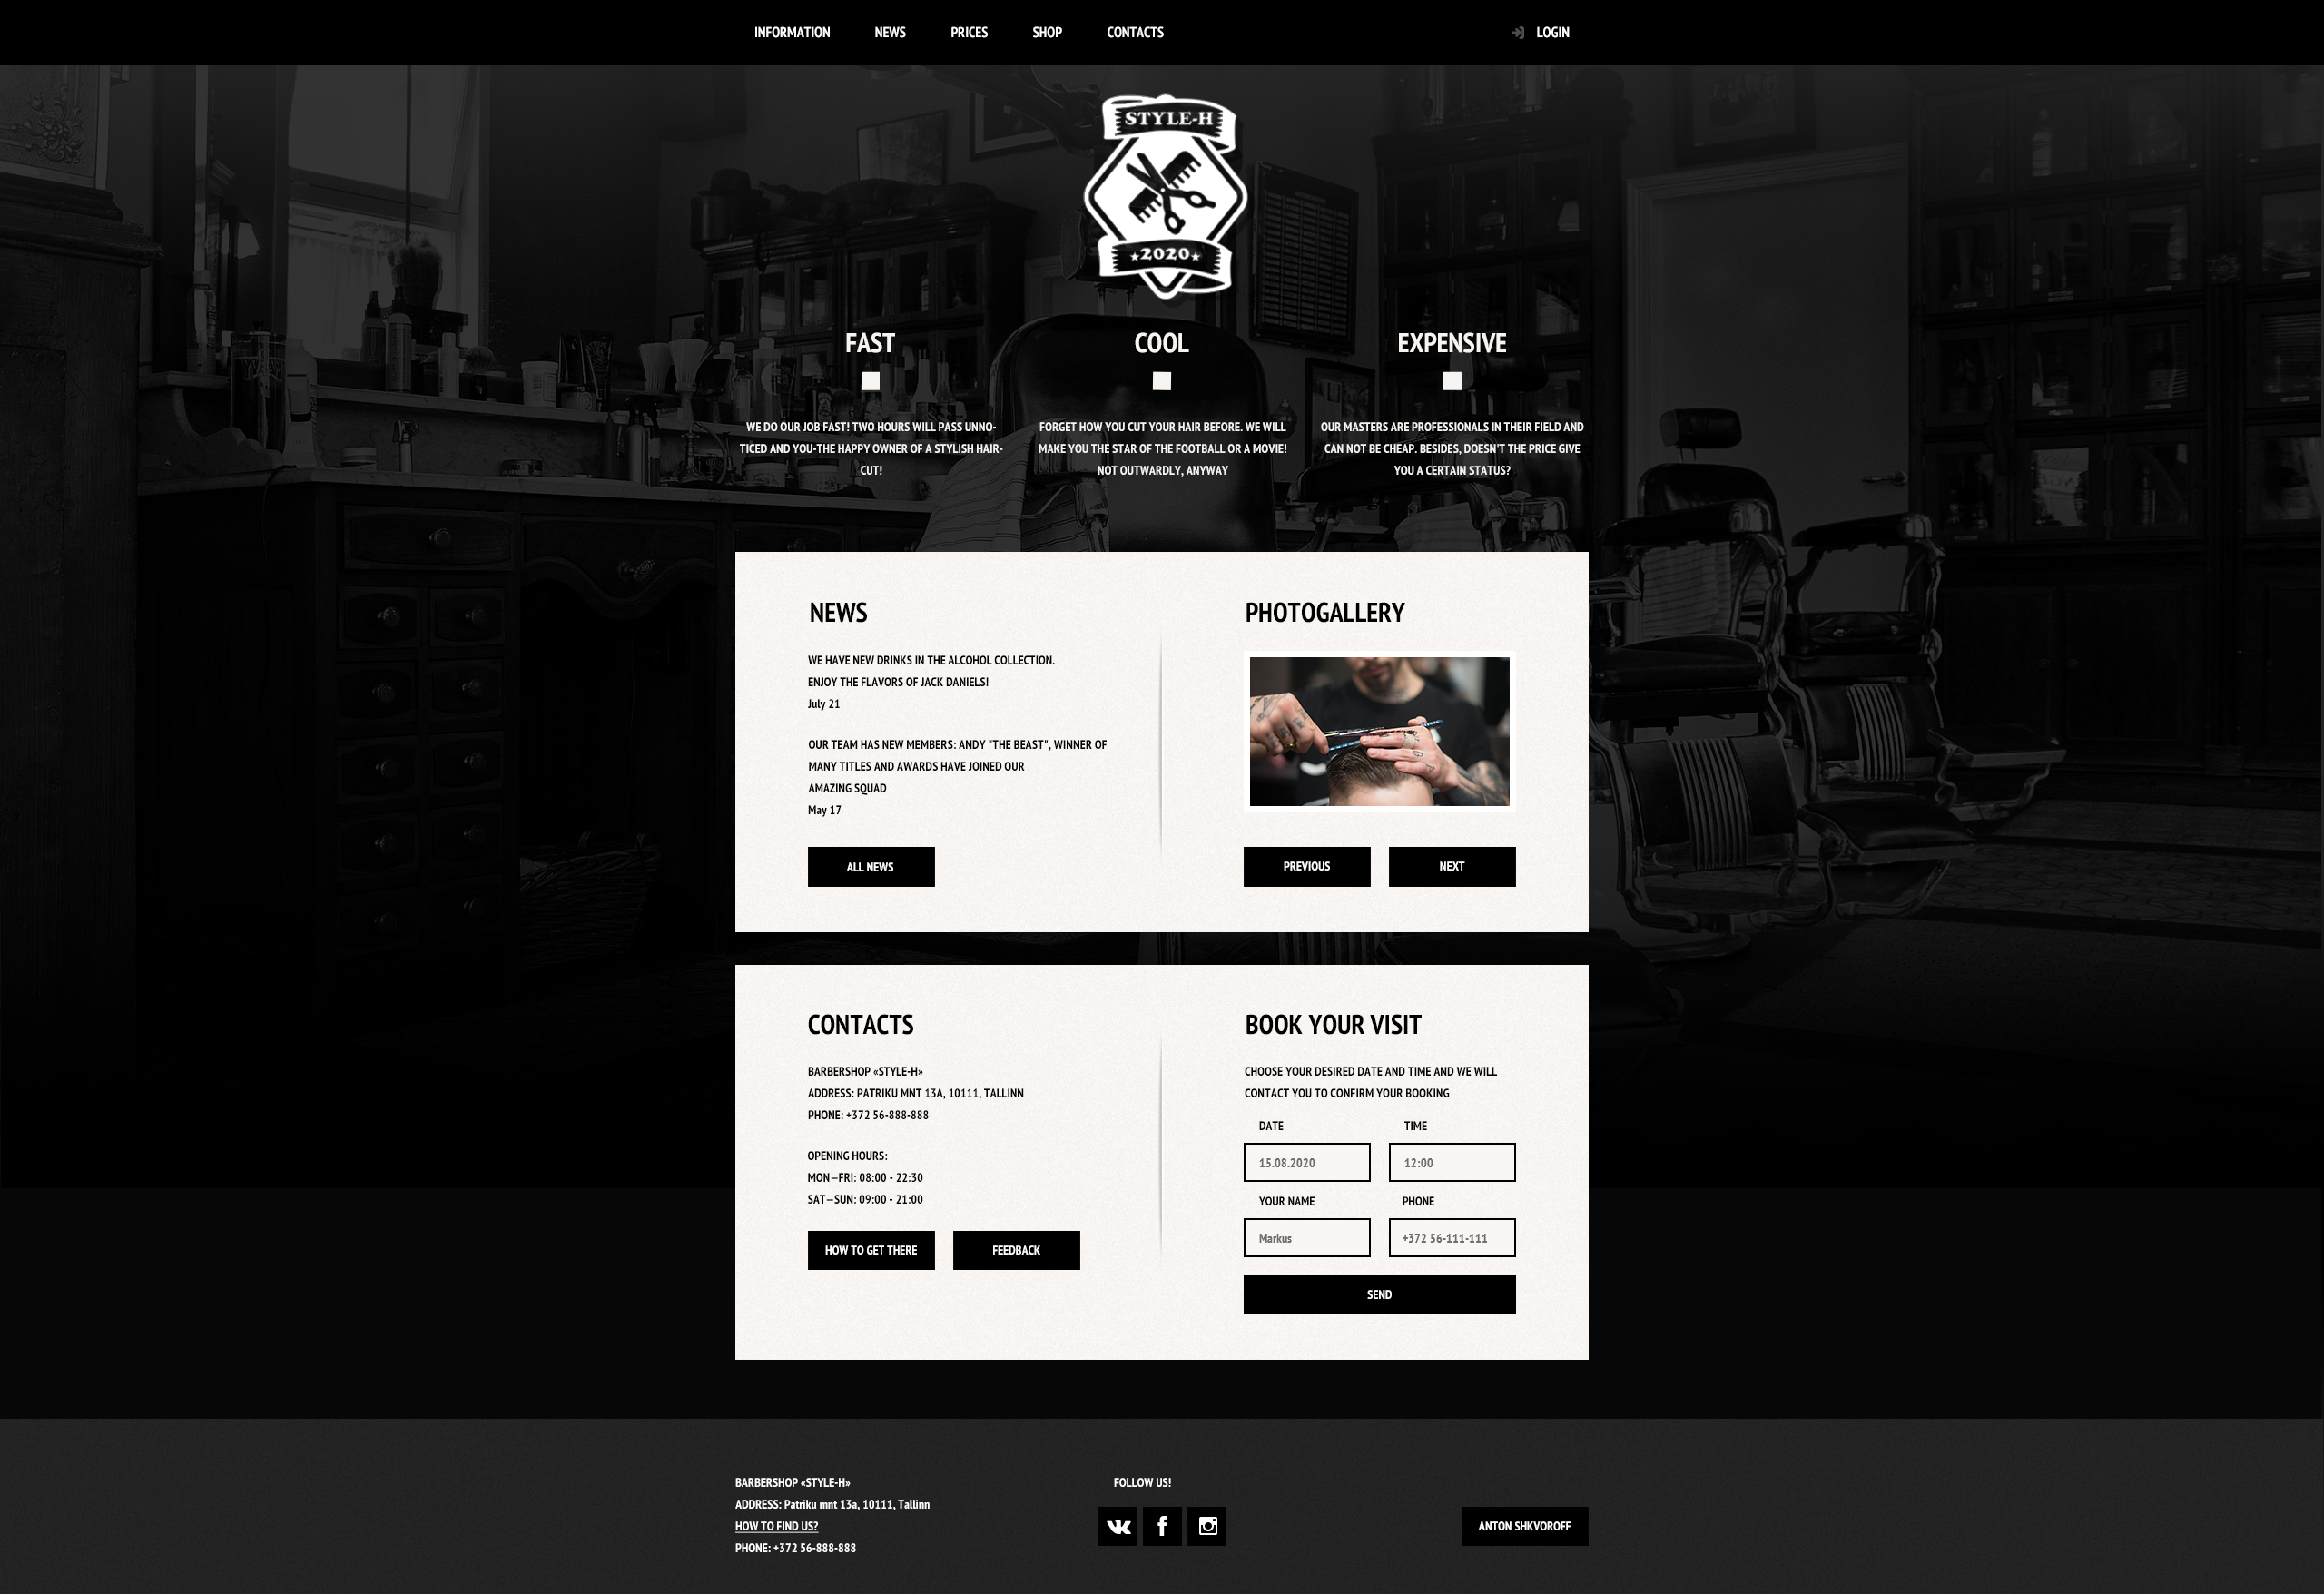 INFORMATION NEWS PRICES SHOP CONTACTS LOGIN
STYLE-H
2020
FAST
WE DO OUR JOB FAST! TWO HOURS WILL PASS UNNO-
TICED AND YOU-THE HAPPY OWNER OF A STYLISH HAIR-
CUT!
COOL
FORGET HOW YOU CUT YOUR HAIR BEFORE. WE WILL
MAKE YOU THE STAR OF THE FOOTBALL OR A MOVIE!
NOT OUTWARDLY, ANYWAY
EXPENSIVE
OUR MASTERS ARE PROFESSIONALS IN THEIR FIELD AND
CAN NOT BE CHEAP. BESIDES, DOESN'T THE PRICE GIVE
YOU A CERTAIN STATUS?
NEWS
WE HAVE NEW DRINKS IN THE ALCOHOL COLLECTION.
ENJOY THE FLAVORS OF JACK DANIELS!
July 21
OUR TEAM HAS NEW MEMBERS: ANDY "THE BEAST", WINNER OF
MANY TITLES AND AWARDS HAVE JOINED OUR
AMAZING SQUAD
May 17
ALL NEWS
PHOTOGALLERY
PREVIOUS NEXT
CONTACTS
BARBERSHOP «STYLE-H»
ADDRESS: PATRIKU MNT 13A, 10111, TALLINN
PHONE: +372 56-888-888
OPENING HOURS:
MON—FRI: 08:00 - 22:30
SAT—SUN: 09:00 - 21:00
HOW TO GET THERE FEEDBACK
BOOK YOUR VISIT
CHOOSE YOUR DESIRED DATE AND TIME AND WE WILL
CONTACT YOU TO CONFIRM YOUR BOOKING
DATE TIME
15.08.2020 12:00
YOUR NAME PHONE
Markus +372 56-111-111
SEND
BARBERSHOP «STYLE-H»
ADDRESS: Patriku mnt 13a, 10111, Tallinn
HOW TO FIND US?
PHONE: +372 56-888-888
FOLLOW US!
ANTON SHKVOROFF